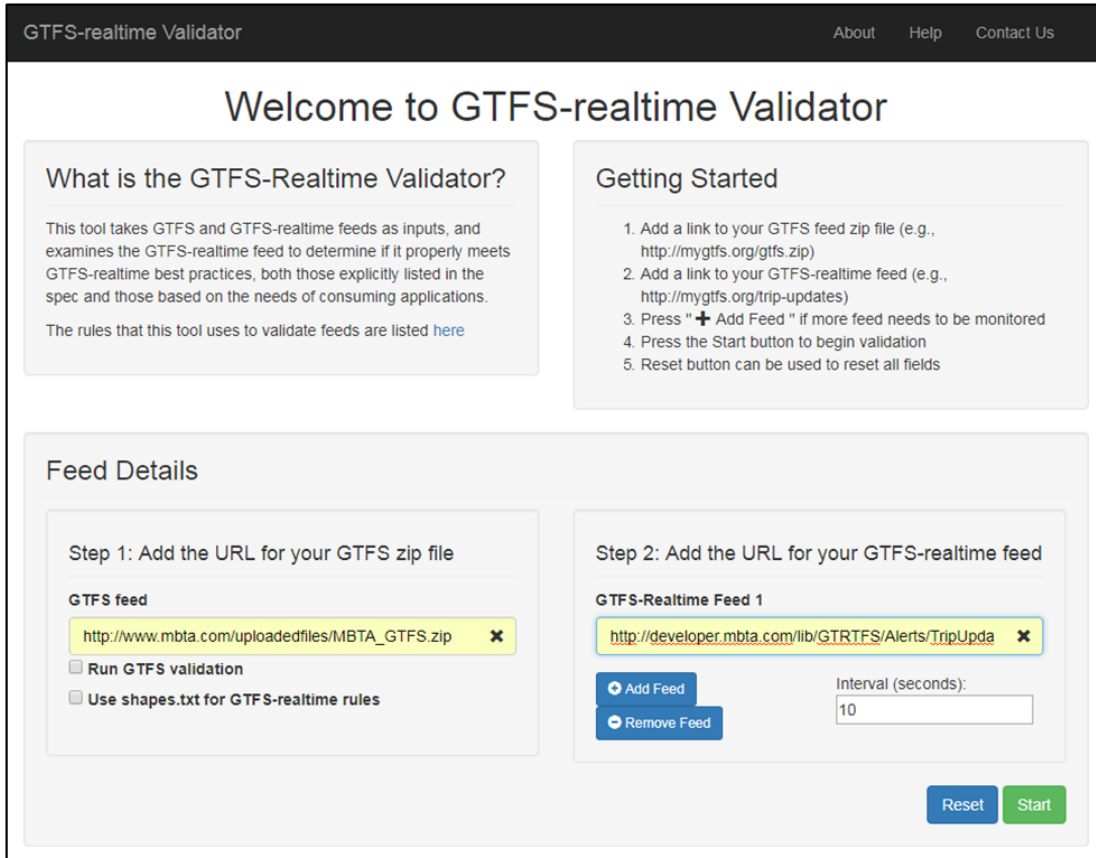 GTFS-realtime Validator
About Help Contact Us
Welcome to GTFS-realtime Validator
What is the GTFS-Realtime Validator?
This tool takes GTFS and GTFS-realtime feeds as inputs, and
examines the GTFS-realtime feed to determine if it properly meets
GTFS-realtime best practices, both those explicitly listed in the
spec and those based on the needs of consuming applications.
The rules that this tool uses to validate feeds are listed here
Getting Started
1. Add a link to your GTFS feed zip file (e.g.,
http://mygtfs.org/gtfs.zip)
2. Add a link to your GTFS-realtime feed (e.g.,
http://mygtfs.org/trip-updates)
3. Press " + Add Feed " if more feed needs to be monitored
4. Press the Start button to begin validation
5. Reset button can be used to reset all fields
Feed Details
Step 1: Add the URL for your GTFS zip file
GTFS feed
http://www.mbta.com/uploadedfiles/MBTA_GTFS.zip
Run GTFS validation
Use shapes.txt for GTFS-realtime rules
Step 2: Add the URL for your GTFS-realtime feed
GTFS-Realtime Feed 1
http://developer.mbta.com/lib/GTRTFS/Alerts/TripUpda
Add Feed
Remove Feed
Interval (seconds):
10
Reset
Start